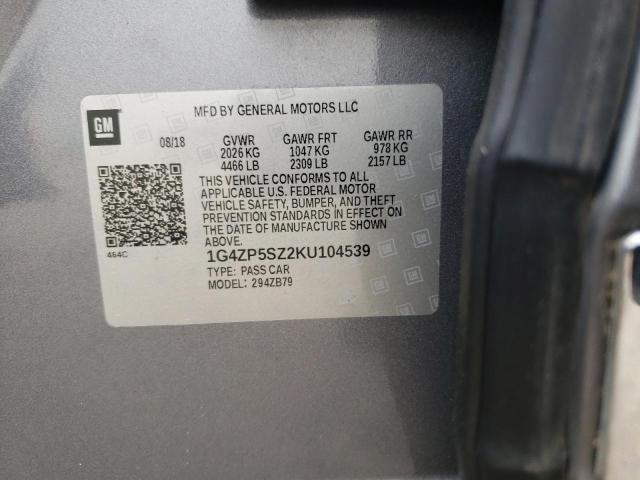 GM
MFD BY GENERAL MOTORS LLC
08/18 GVWR GAWR FRT GAWR RR
2026 KG 1047 KG 978 KG
4466 LB 2309 LB 2157 LB
THIS VEHICLE CONFORMS TO ALL
APPLICABLE U.S. FEDERAL MOTOR
VEHICLE SAFETY, BUMPER, AND THEFT
PREVENTION STANDARDS IN EFFECT ON
THE DATE OF MANUFACTURE SHOWN
ABOVE.
464C
1G4ZP5SZ2KU104539
TYPE: PASS CAR
MODEL: 294ZB79